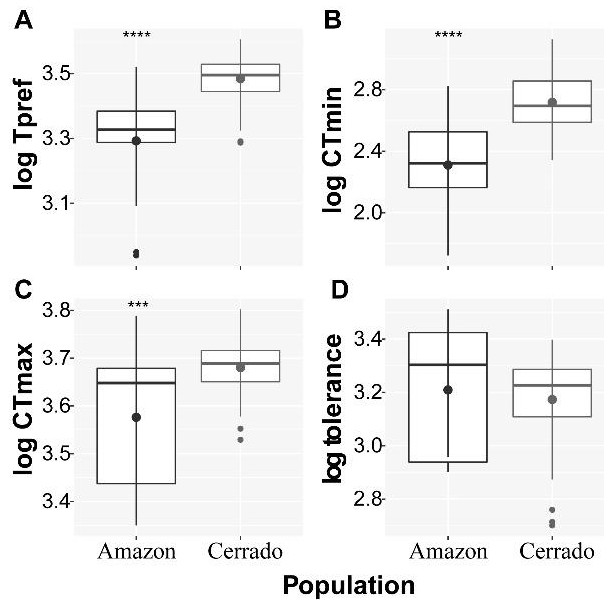 A
B
****
****
log Tpref
3.5
3.3
3.1
log CTmin
2.8
2.4
2.0
C
D
***
log CTmax
3.8
3.7
3.6
3.5
3.4
log tolerance
3.4
3.2
3.0
2.8
Amazon Cerrado
Amazon Cerrado
Population